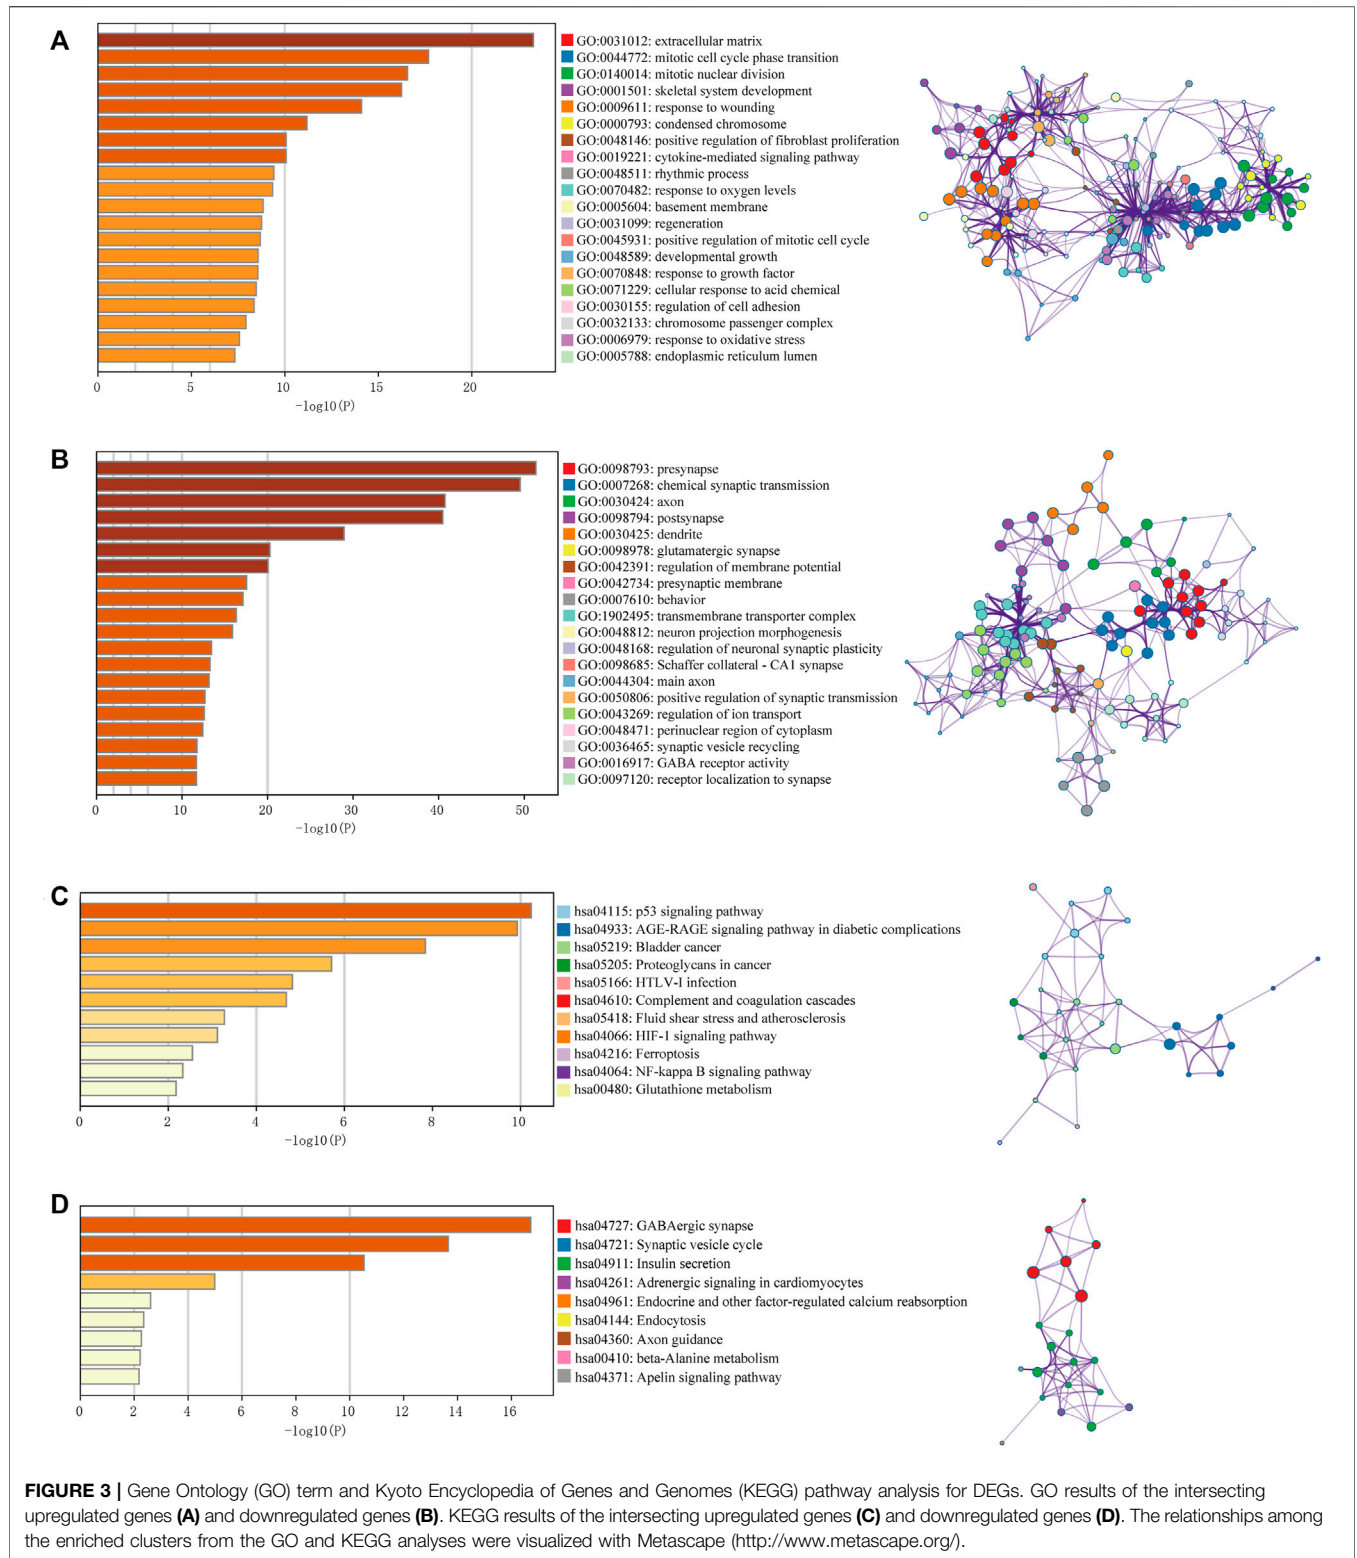 A
GO:0031012: extracellular matrix
GO:0044772: mitotic cell cycle phase transition
GO:0140014: mitotic nuclear division
GO:0001501: skeletal system development
GO:0009611: response to wounding
GO:0000793: condensed chromosome
GO:0048146: positive regulation of fibroblast proliferation
GO:0019221: cytokine-mediated signaling pathway
GO:0048511: rhythmic process
GO:0070482: response to oxygen levels
GO:0005604: basement membrane
GO:0031099: regeneration
GO:0045931: positive regulation of mitotic cell cycle
GO:0048589: developmental growth
GO:0070848: response to growth factor
GO:0071229: cellular response to acid chemical
GO:0030155: regulation of cell adhesion
GO:0032133: chromosome passenger complex
GO:0006979: response to oxidative stress
GO:0005788: endoplasmic reticulum lumen
0 5 10 15 20
-log10(P)
B
GO:0098793: presynapse
GO:0007268: chemical synaptic transmission
GO:0030424: axon
GO:0098794: postsynapse
GO:0030425: dendrite
GO:0098978: glutamatergic synapse
GO:0042391: regulation of membrane potential
GO:0042734: presynaptic membrane
GO:0007610: behavior
GO:1902495: transmembrane transporter complex
GO:0048812: neuron projection morphogenesis
GO:0048168: regulation of neuronal synaptic plasticity
GO:0098685: Schaffer collateral - CA1 synapse
GO:0044304: main axon
GO:0050806: positive regulation of synaptic transmission
GO:0043269: regulation of ion transport
GO:0048471: perinuclear region of cytoplasm
GO:0036465: synaptic vesicle recycling
GO:0016917: GABA receptor activity
GO:0097120: receptor localization to synapse
0 10 20 30 40 50
-log10(P)
C
hsa04115: p53 signaling pathway
hsa04933: AGE-RAGE signaling pathway in diabetic complications
hsa05219: Bladder cancer
hsa05205: Proteoglycans in cancer
hsa05166: HTLV-I infection
hsa04610: Complement and coagulation cascades
hsa05418: Fluid shear stress and atherosclerosis
hsa04066: HIF-1 signaling pathway
hsa04216: Ferroptosis
hsa04064: NF-kappa B signaling pathway
hsa00480: Glutathione metabolism
0 2 4 6 8 10
-log10(P)
D
hsa04727: GABAergic synapse
hsa04721: Synaptic vesicle cycle
hsa04911: Insulin secretion
hsa04261: Adrenergic signaling in cardiomyocytes
hsa04961: Endocrine and other factor-regulated calcium reabsorption
hsa04144: Endocytosis
hsa04360: Axon guidance
hsa00410: beta-Alanine metabolism
hsa04371: Apelin signaling pathway
0 2 4 6 8 10 12 14 16
-log10(P)
FIGURE 3 | Gene Ontology (GO) term and Kyoto Encyclopedia of Genes and Genomes (KEGG) pathway analysis for DEGs. GO results of the intersecting
upregulated genes (A) and downregulated genes (B). KEGG results of the intersecting upregulated genes (C) and downregulated genes (D). The relationships among
the enriched clusters from the GO and KEGG analyses were visualized with Metascape (http://www.metascape.org/).